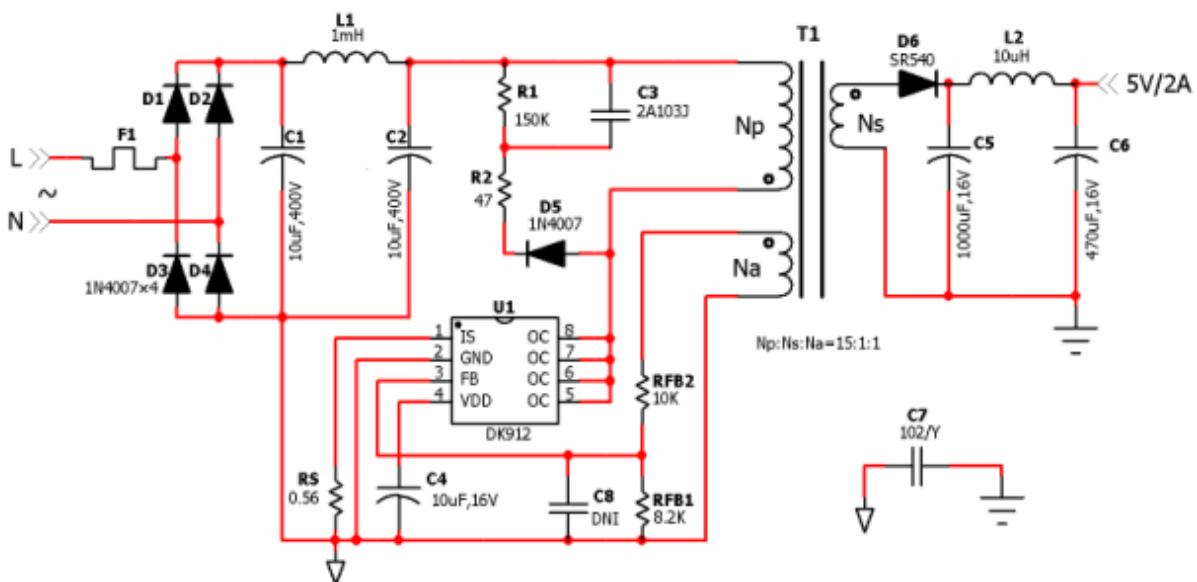 L1
1mH
T1
D6
SR540
L2
10uH
D1
D2
R1
150K
C3
2A103J
5V/2A
F1
C1
C2
Np
Ns
C5
C6
L
~
N
10uF,400V
10uF,400V
R2
47
1000uF,16V
470uF,16V
D5
1N4007
D3
D4
1N4007×4
Na
U1
1 IS OC 8
2 GND OC 7
3 FB OC 6
4 VDD OC 5
DK912
Np:Ns:Na=15:1:1
RFB2
10K
C7
102/Y
RS
0.56
C4
10uF,16V
C8
DNI
RFB1
8.2K